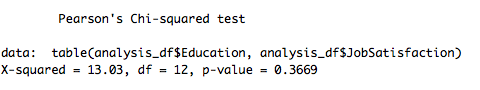 Pearson's Chi-squared test
data:  table(analysis_df$Education, analysis_df$JobSatisfaction)
X-squared = 13.03, df = 12, p-value = 0.3669